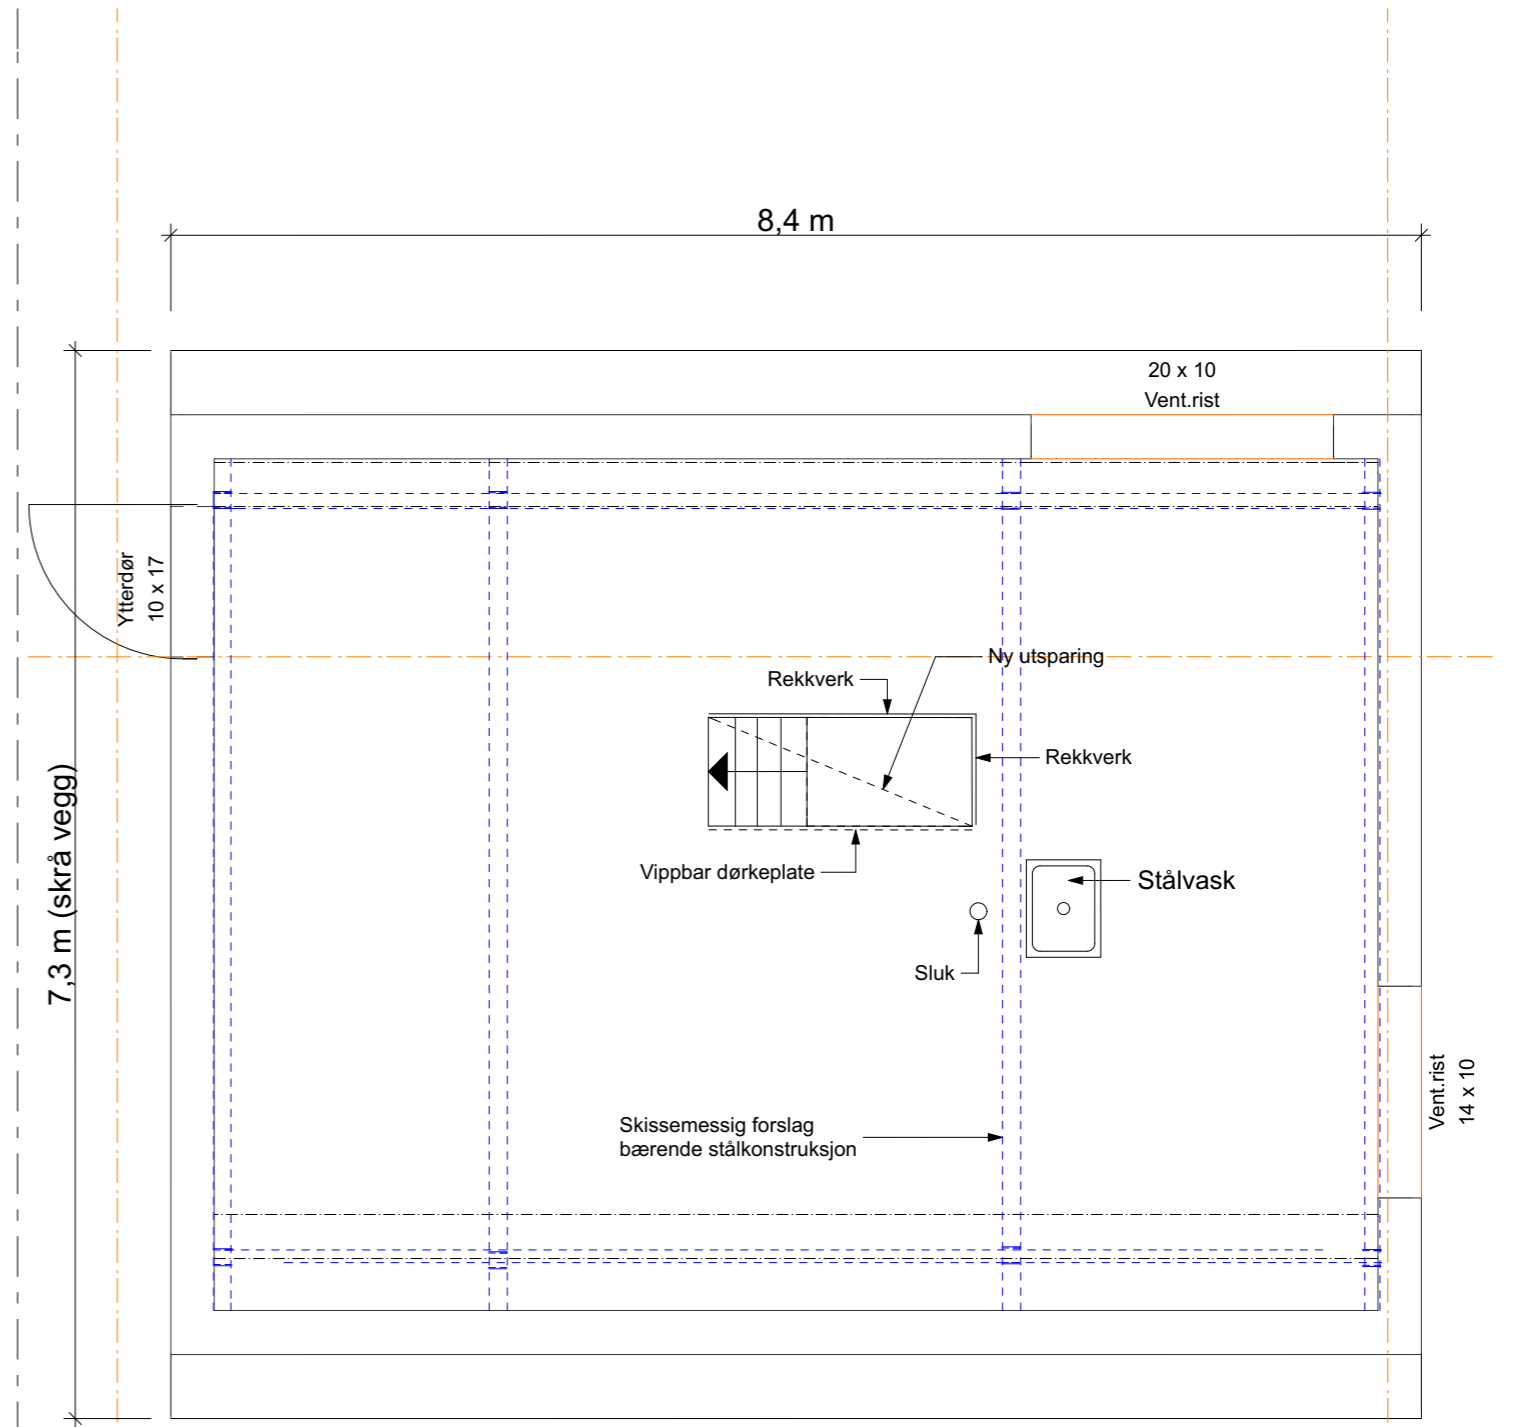 8,4 m
20 x 10
Vent.rist
Ytterdør
10 x 17
Ny utsparing
Rekkverk
Rekkverk
7,3 m (skrå vegg)
Vippbar dørkeplate
Stålvask
Sluk
Vent.rist
14 x 10
Skissemessig forslag
bærende stålkonstruksjon